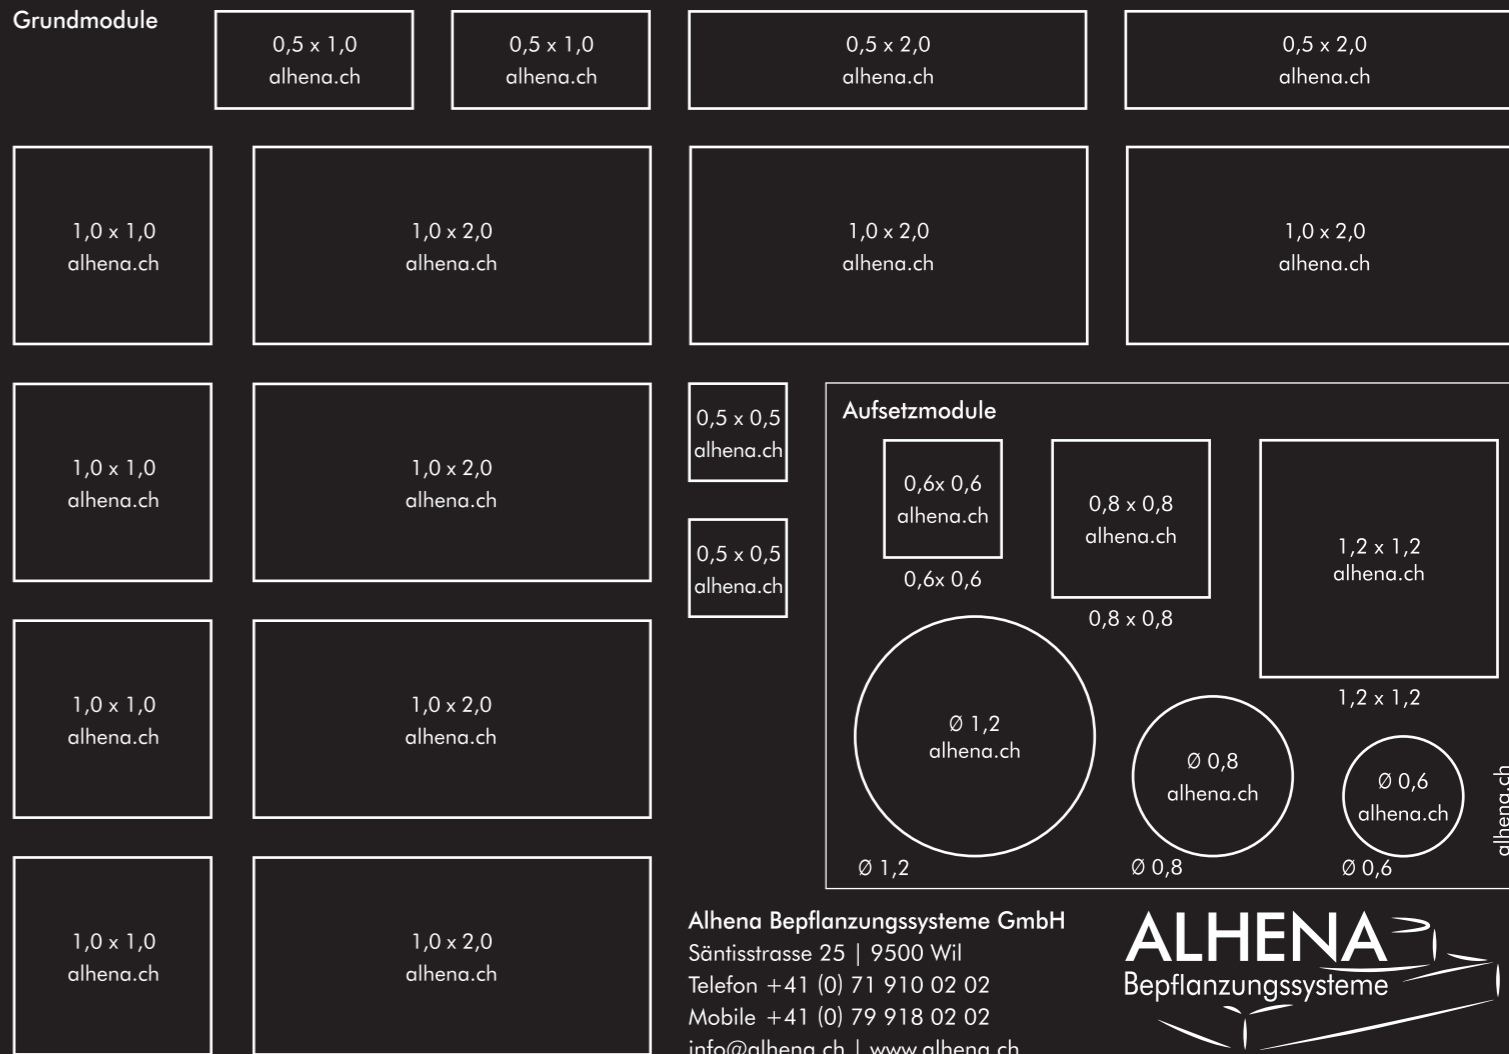 Grundmodule
0,5 x 1,0
alhena.ch
0,5 x 1,0
alhena.ch
0,5 x 2,0
alhena.ch
0,5 x 2,0
alhena.ch
1,0 x 1,0
alhena.ch
1,0 x 2,0
alhena.ch
1,0 x 2,0
alhena.ch
1,0 x 2,0
alhena.ch
1,0 x 1,0
alhena.ch
1,0 x 2,0
alhena.ch
0,5 x 0,5
alhena.ch
0,5 x 0,5
alhena.ch
1,0 x 1,0
alhena.ch
1,0 x 2,0
alhena.ch
1,0 x 1,0
alhena.ch
1,0 x 2,0
alhena.ch
Aufsetzmodule
0,6x 0,6
alhena.ch
0,6x 0,6
0,8 x 0,8
alhena.ch
0,8 x 0,8
1,2 x 1,2
alhena.ch
1,2 x 1,2
Ø 1,2
alhena.ch
Ø 1,2
Ø 0,8
alhena.ch
Ø 0,8
Ø 0,6
alhena.ch
Ø 0,6
alhena.ch
Alhena Bepflanzungssysteme GmbH
Säntisstrasse 25 | 9500 Wil
Telefon +41 (0) 71 910 02 02
Mobile +41 (0) 79 918 02 02
info@alhena.ch | www.alhena.ch
ALHENA
Bepflanzungssysteme